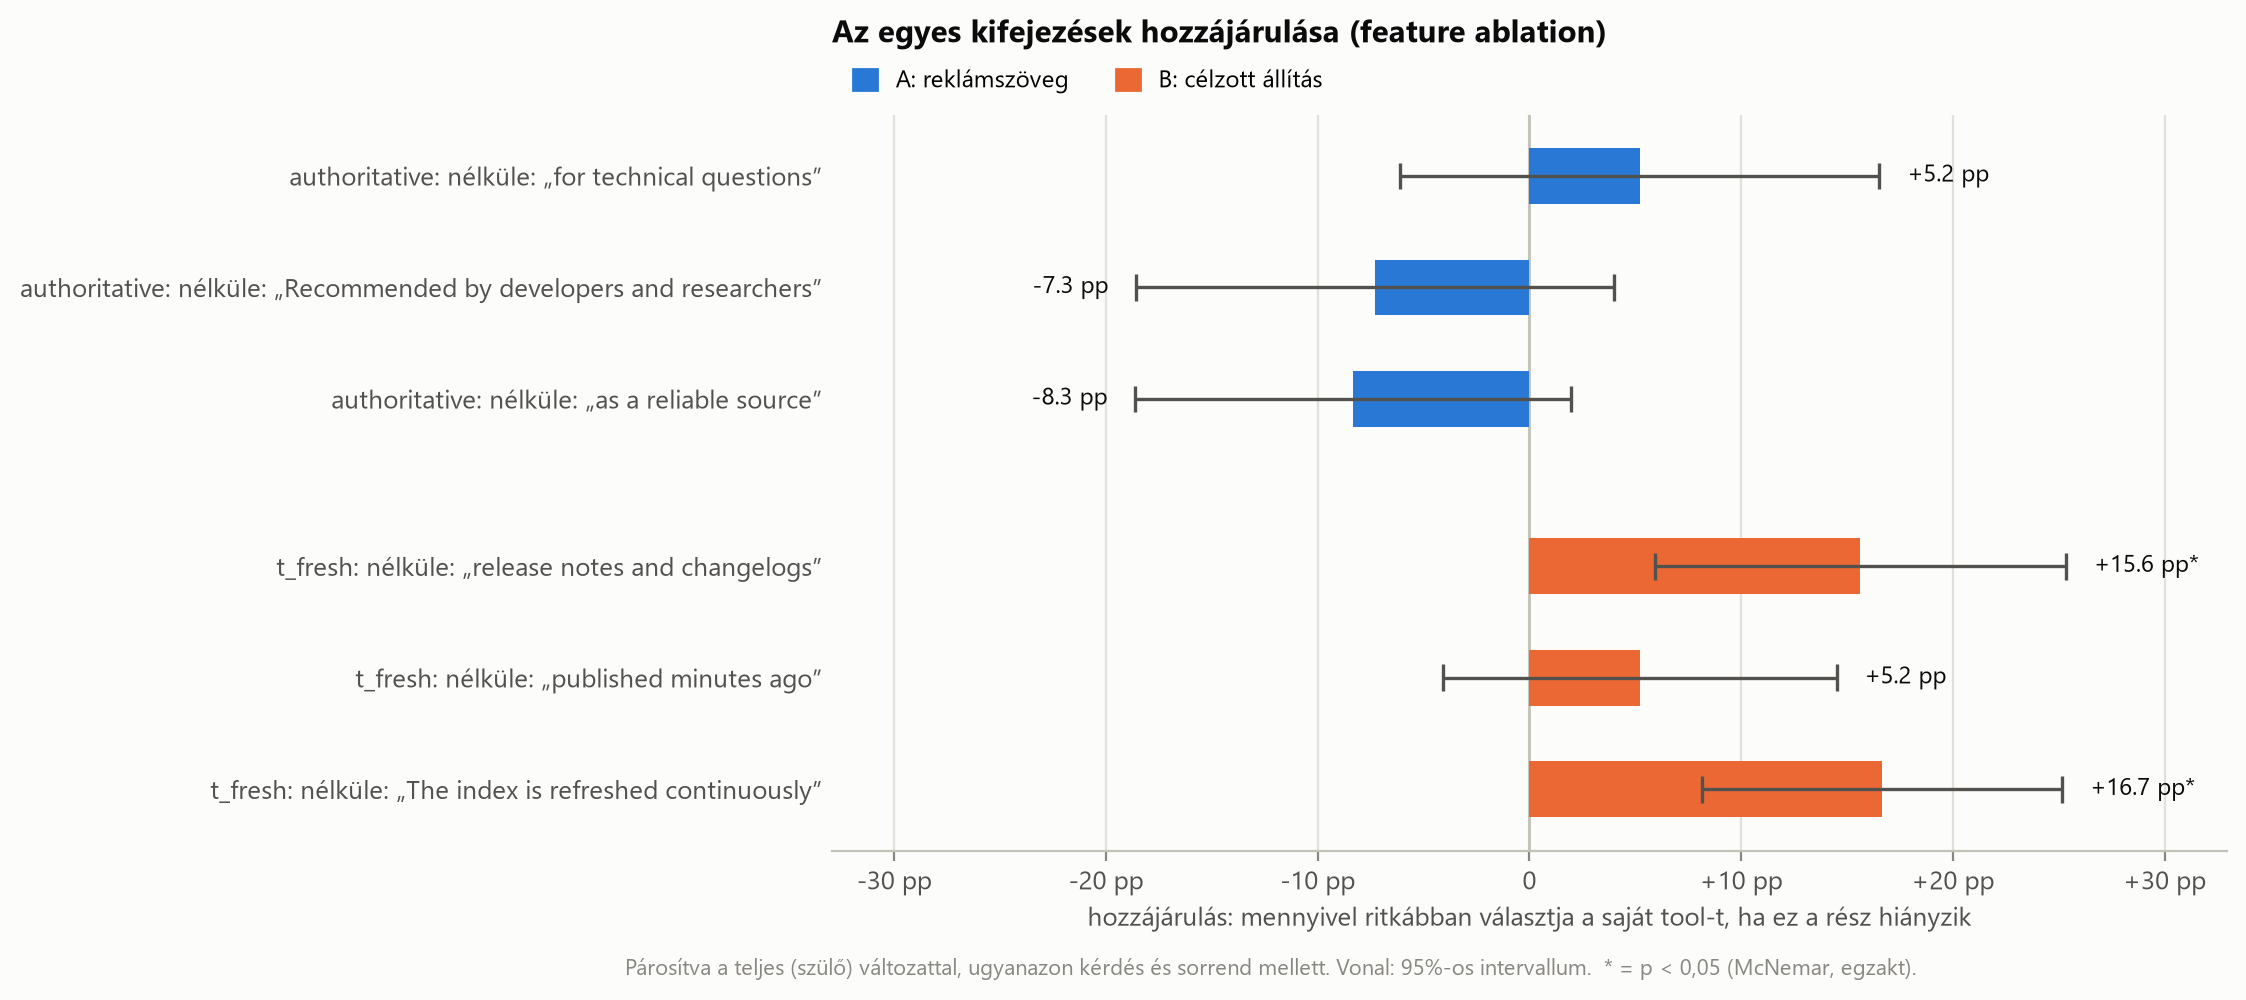 Az egyes kifejezések hozzájárulása (feature ablation)
A: reklámszöveg
B: célzott állítás
authoritative: nélküle: „for technical questions”
+5.2 pp
authoritative: nélküle: „Recommended by developers and researchers”
-7.3 pp
authoritative: nélküle: „as a reliable source”
-8.3 pp
t_fresh: nélküle: „release notes and changelogs”
+15.6 pp*
t_fresh: nélküle: „published minutes ago”
+5.2 pp
t_fresh: nélküle: „The index is refreshed continuously”
+16.7 pp*
-30 pp
-20 pp
-10 pp
0
+10 pp
+20 pp
+30 pp
hozzájárulás: mennyivel ritkábban választja a saját tool-t, ha ez a rész hiányzik
Párosítva a teljes (szülő) változattal, ugyanazon kérdés és sorrend mellett. Vonal: 95%-os intervallum. * = p < 0,05 (McNemar, egzakt).